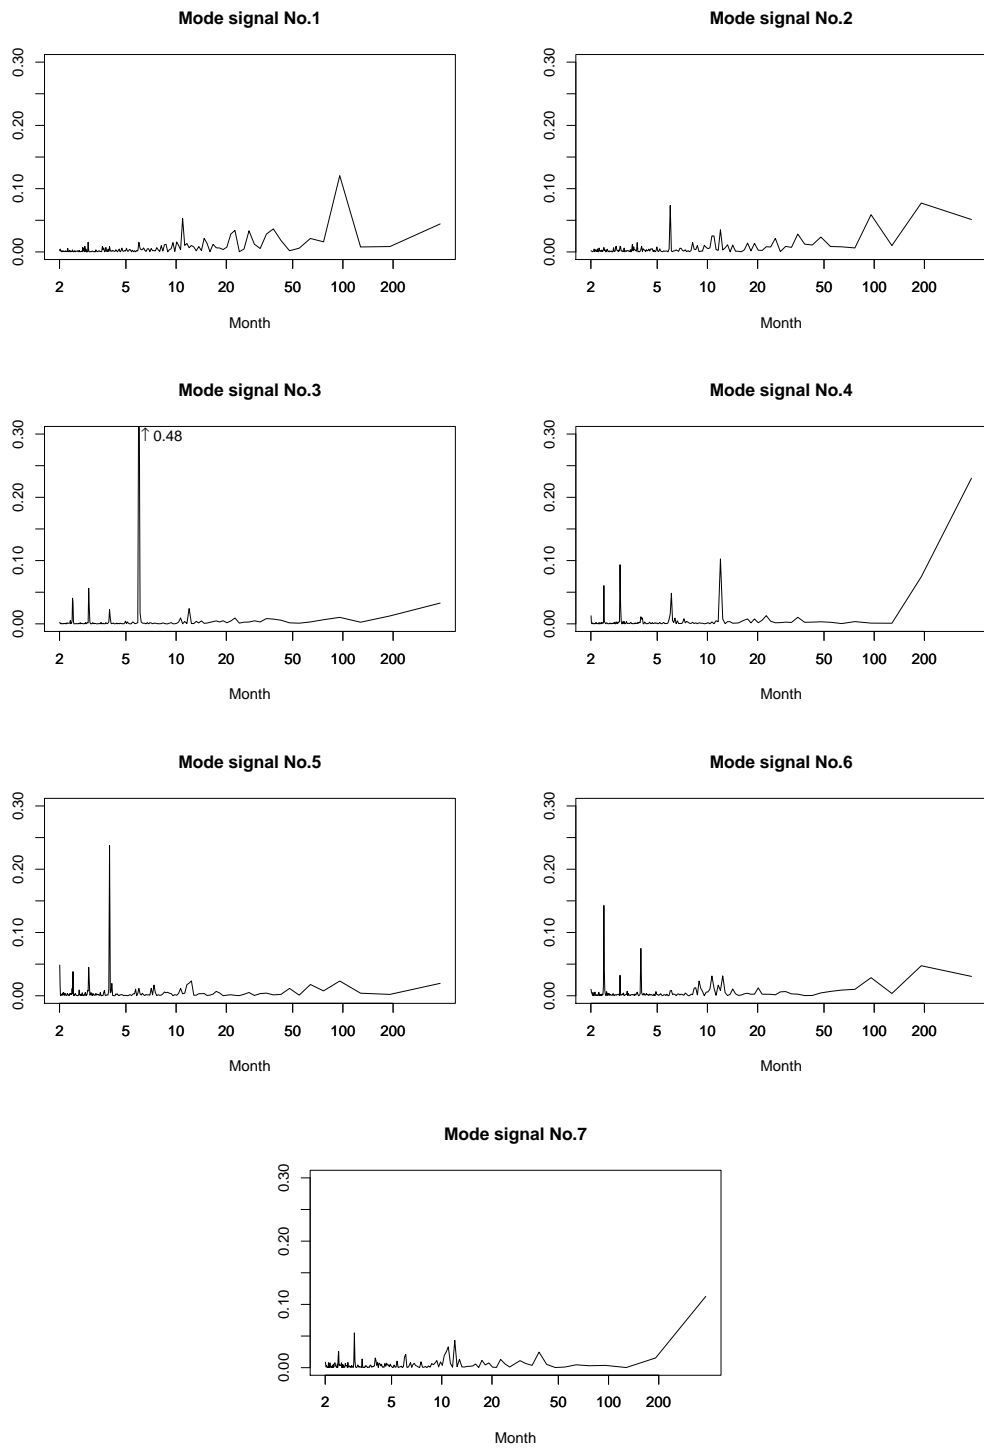 Mode signal No.1
Mode signal No.2
0.00 0.10 0.20 0.30
0.00 0.10 0.20 0.30
2 5 10 20 50 100 200
2 5 10 20 50 100 200
Month
Month
Mode signal No.3
Mode signal No.4
0.00 0.10 0.20 0.30
↑ 0.48
0.00 0.10 0.20 0.30
2 5 10 20 50 100 200
2 5 10 20 50 100 200
Month
Month
Mode signal No.5
Mode signal No.6
0.00 0.10 0.20 0.30
0.00 0.10 0.20 0.30
2 5 10 20 50 100 200
2 5 10 20 50 100 200
Month
Month
Mode signal No.7
0.00 0.10 0.20 0.30
2 5 10 20 50 100 200
Month